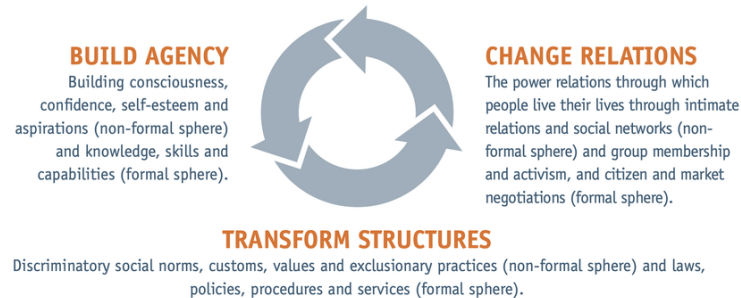 BUILD AGENCY
Building consciousness,
confidence, self-esteem and
aspirations (non-formal sphere)
and knowledge, skills and
capabilities (formal sphere).
CHANGE RELATIONS
The power relations through which
people live their lives through intimate
relations and social networks (non-
formal sphere) and group membership
and activism, and citizen and market
negotiations (formal sphere).
TRANSFORM STRUCTURES
Discriminatory social norms, customs, values and exclusionary practices (non-formal sphere) and laws,
policies, procedures and services (formal sphere).